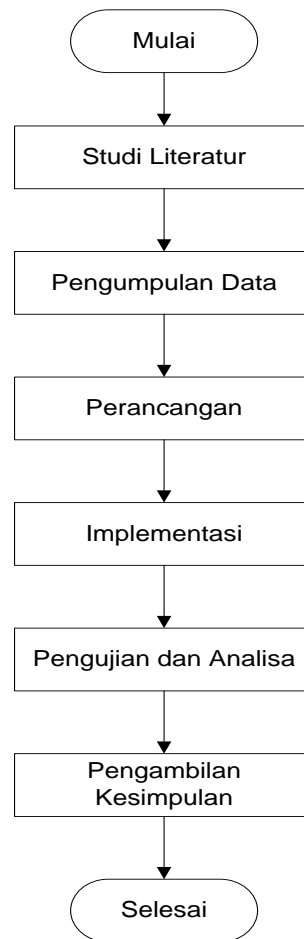 Mulai
Studi Literatur
Pengumpulan Data
Perancangan
Implementasi
Pengujian dan Analisa
Pengambilan
Kesimpulan
Selesai